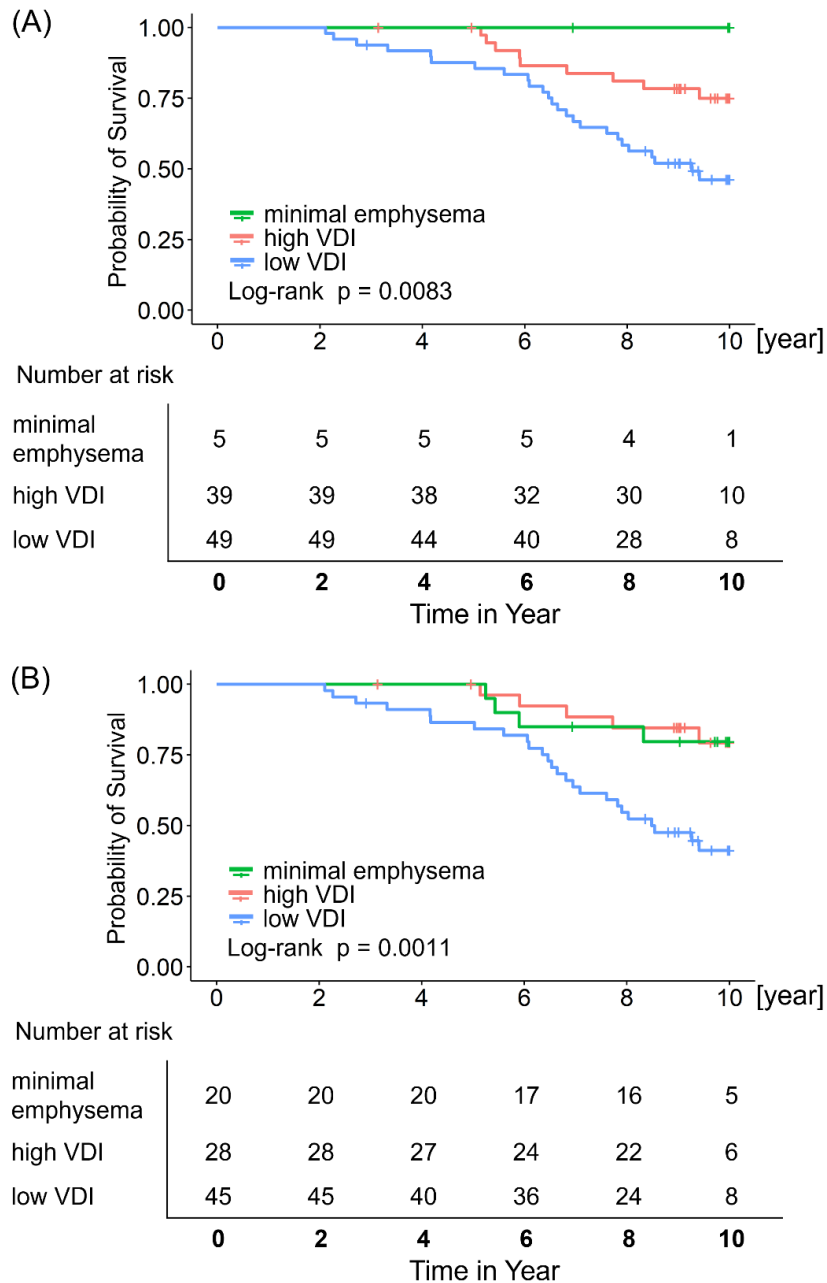 (A)
Probability of Survival
1.00
0.75
0.50
0.25
0.00
minimal emphysema
high VDI
low VDI
Log-rank p = 0.0083
0 2 4 6 8 10 [year]
Number at risk
minimal
emphysema 5 5 5 5 4 1
high VDI 39 39 38 32 30 10
low VDI 49 49 44 40 28 8
0 2 4 6 8 10
Time in Year
(B)
Probability of Survival
1.00
0.75
0.50
0.25
0.00
minimal emphysema
high VDI
low VDI
Log-rank p = 0.0011
0 2 4 6 8 10 [year]
Number at risk
minimal
emphysema 20 20 20 17 16 5
high VDI 28 28 27 24 22 6
low VDI 45 45 40 36 24 8
0 2 4 6 8 10
Time in Year